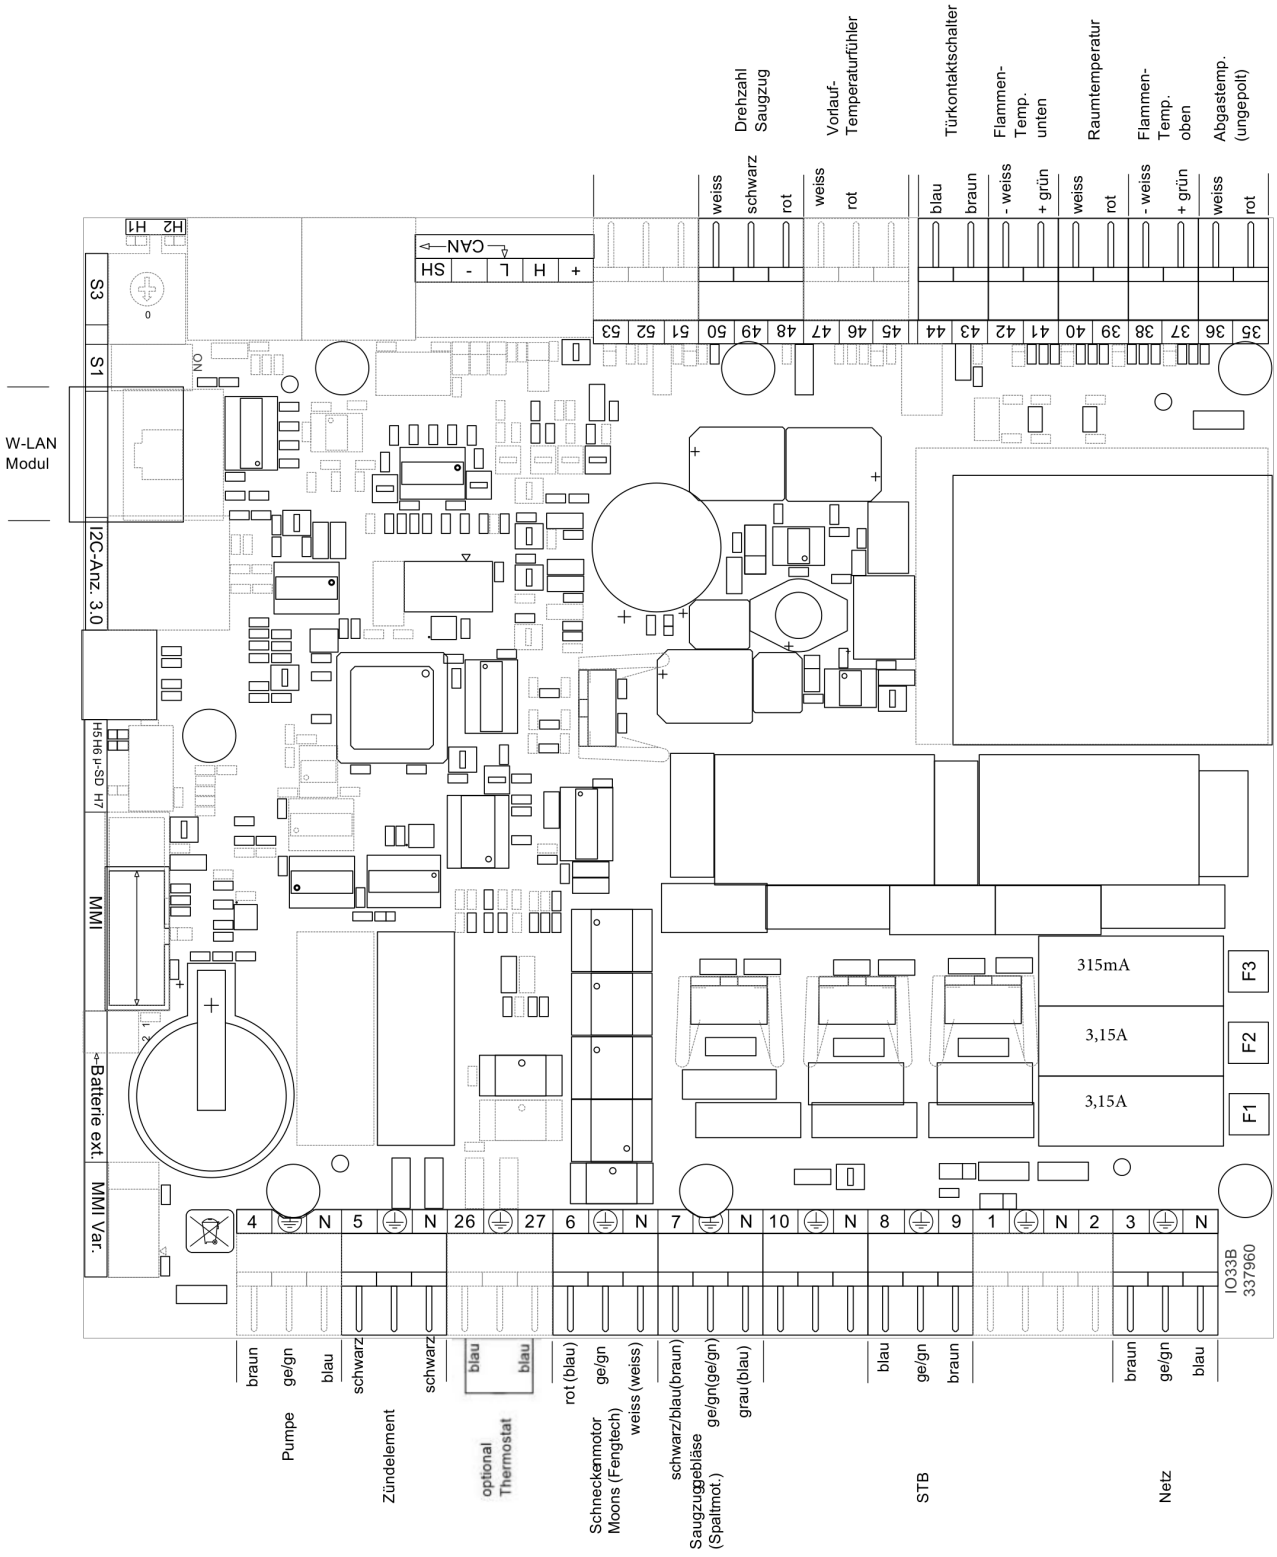 Drehzahl
Saugzug
Vorlauf-
Temperaturfühler
Türkontaktschalter
Flammen-
Temp.
unten
Raumtemperatur
Flammen-
Temp.
oben
Abgastemp.
(ungepolt)
weiss
schwarz
rot
weiss
rot
blau
braun
- weiss
+ grün
weiss
rot
- weiss
+ grün
weiss
rot
H1 H2
CAN
SH - L H +
53 52 51 50 49 48 47 46 45 44 43 42 41 40 39 38 37 36 35
S3
0
S1
ON
W-LAN
Modul
I2C-Anz. 3.0
H5 H6 µ-SD H7
MMI
2 1
Batterie ext.
MMI Var.
+
+
+
+
+
+
+
+
315mA
F3
3,15A
F2
3,15A
F1
4 N 5 N 26 27 6 N 7 N 10 N 8 9 1 N 2 3 N
IO33B
337960
braun
ge/gn
blau
schwarz
schwarz
blau
blau
rot (blau)
ge/gn
weiss (weiss)
schwarz/blau(braun)
ge/gn(ge/gn)
grau(blau)
blau
ge/gn
braun
braun
ge/gn
blau
Pumpe
Zündelement
optional
Thermostat
Schneckenmotor
Moons (Fengtech)
Saugzuggebläse
(Spaltmot.)
STB
Netz